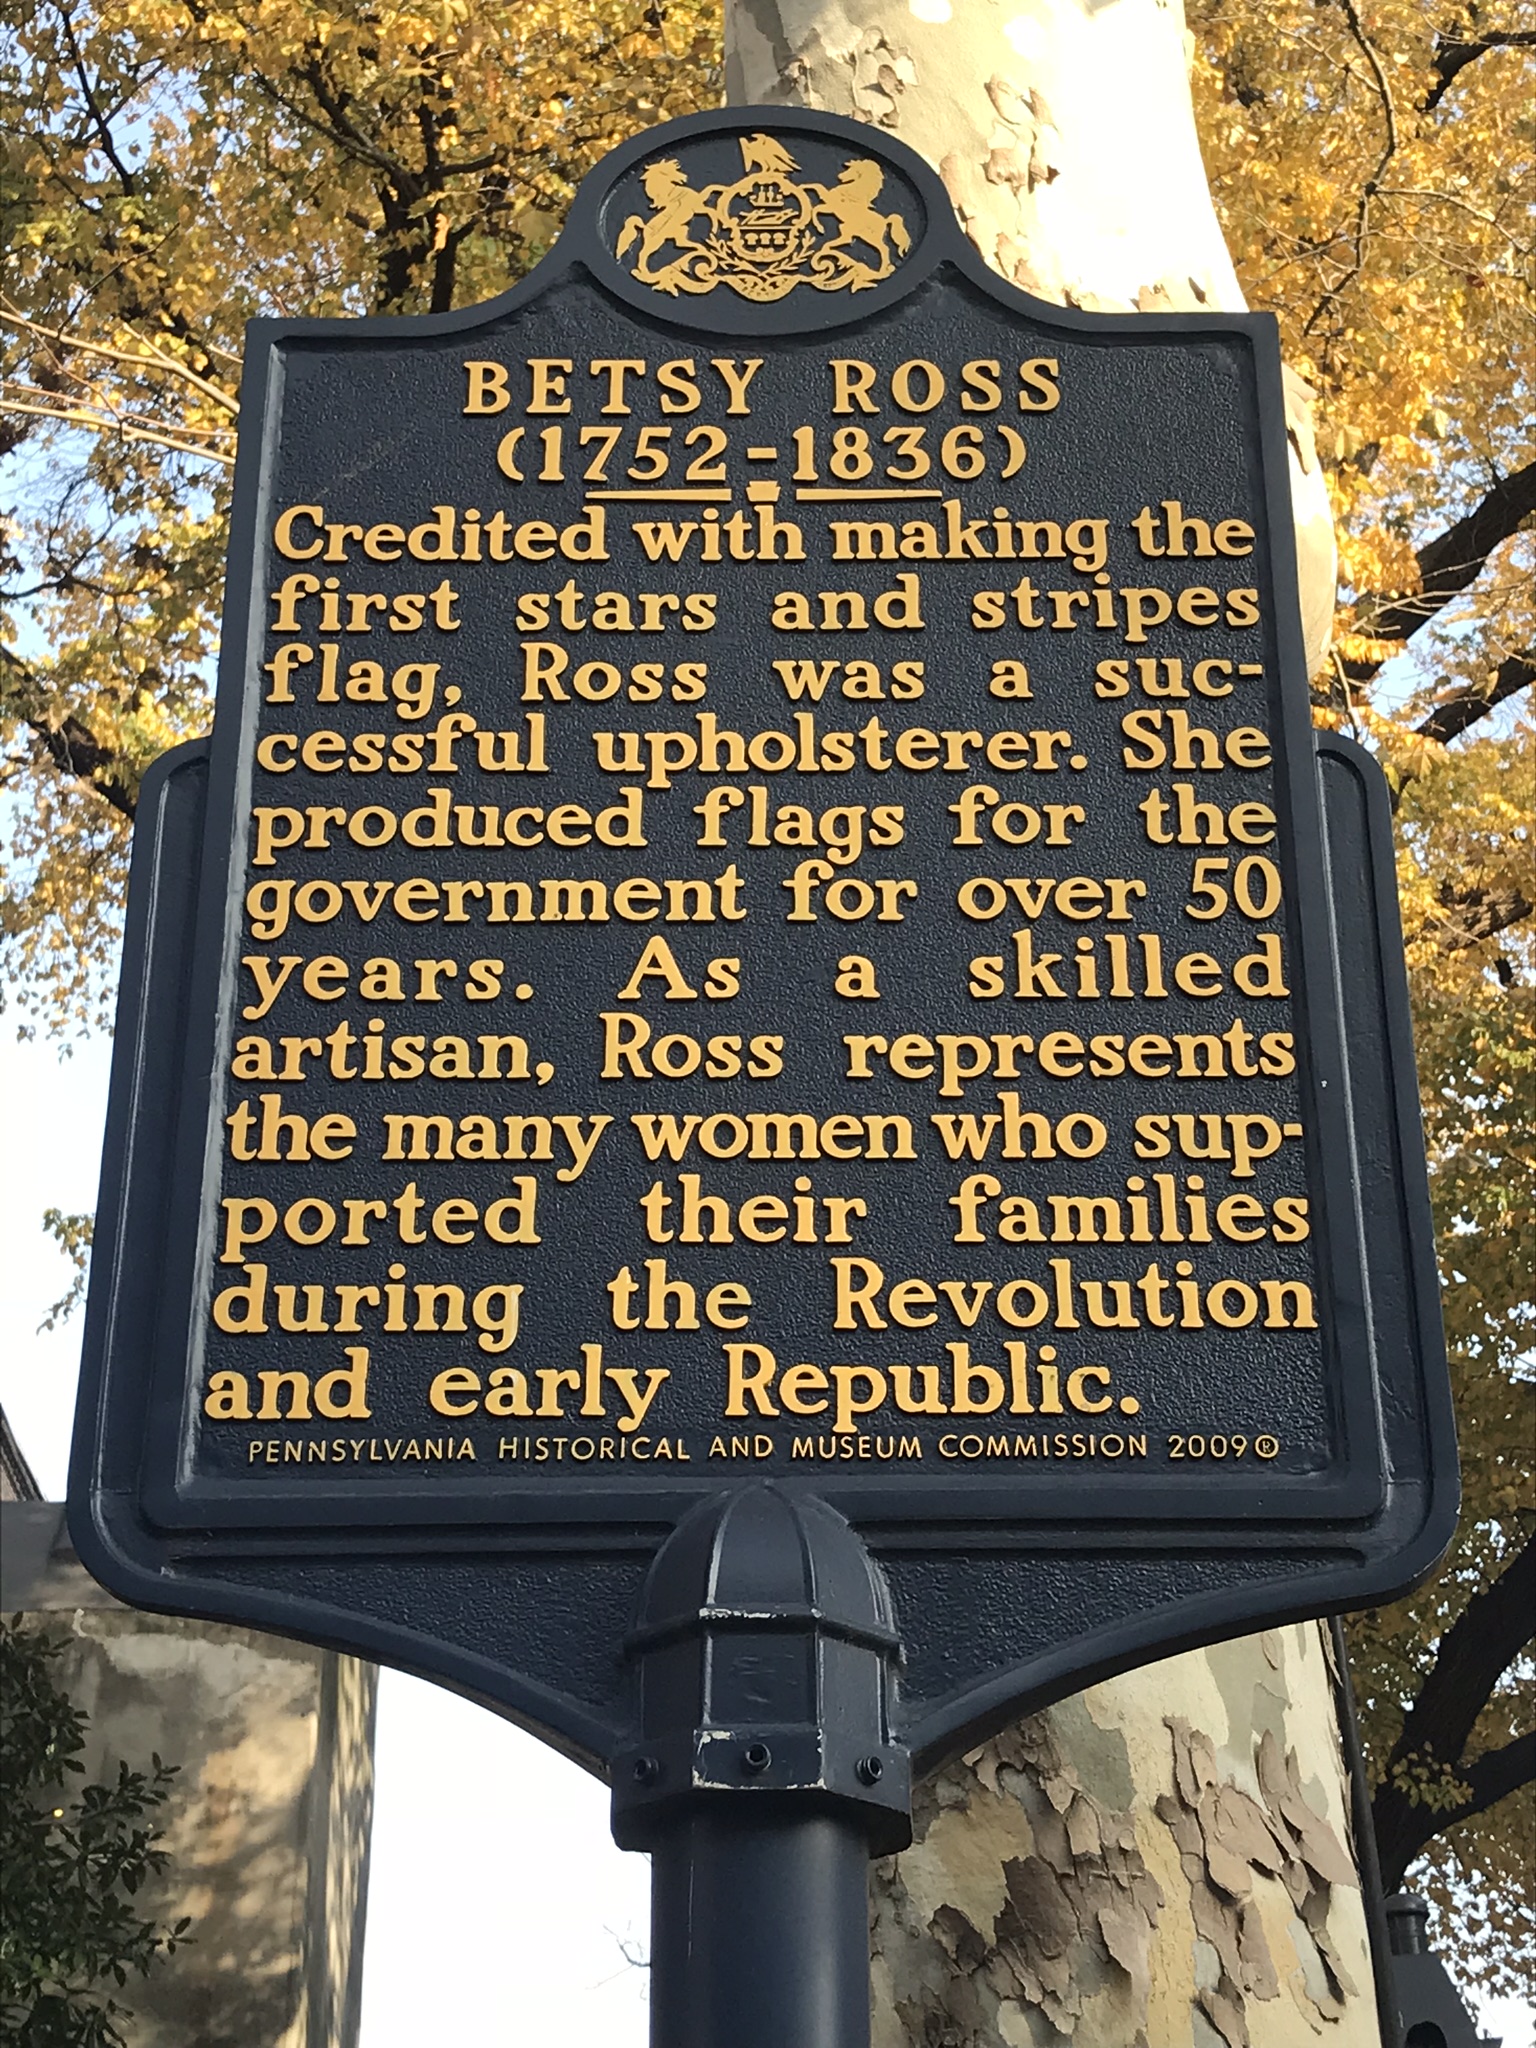 BETSY ROSS
(1752-1836)
Credited with making the
first stars and stripes
flag, Ross was a suc-
cessful upholsterer. She
produced flags for the
government for over 50
years. As a skilled
artisan, Ross represents
the many women who sup-
ported their families
during the Revolution
and early Republic.
PENNSYLVANIA HISTORICAL AND MUSEUM COMMISSION 2009®